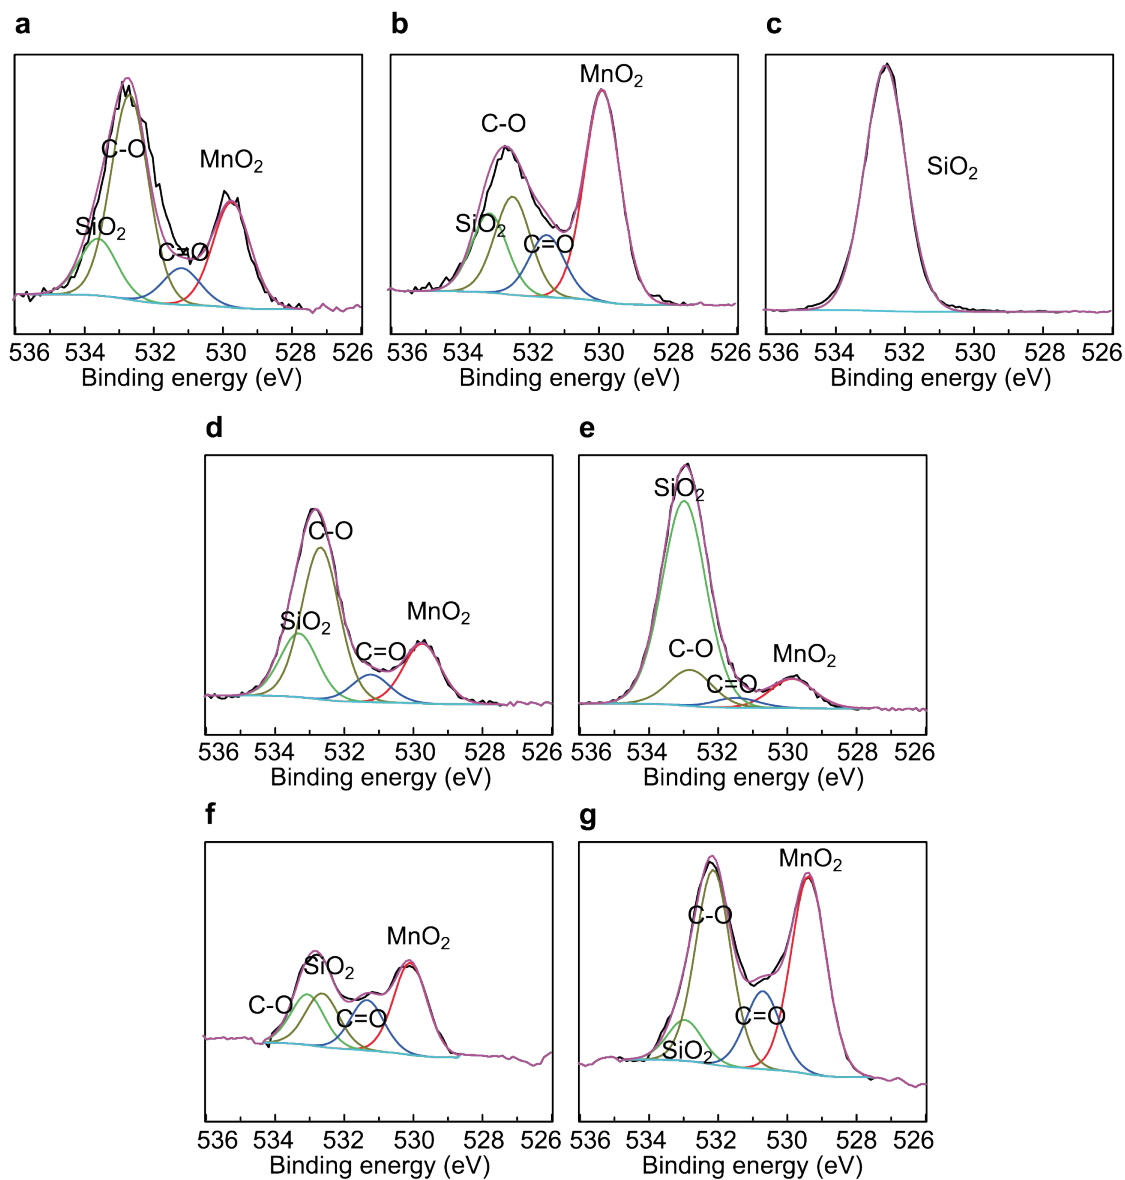 a
b
c
C-O
MnO2
SiO2
C=O
536 534 532 530 528 526
Binding energy (eV)
MnO2
C-O
SiO2
C=O
536 534 532 530 528 526
Binding energy (eV)
SiO2
536 534 532 530 528 526
Binding energy (eV)
d
e
C-O
SiO2
C=O
MnO2
536 534 532 530 528 526
Binding energy (eV)
SiO2
C-O
C=O
MnO2
536 534 532 530 528 526
Binding energy (eV)
f
g
MnO2
SiO2
C-O
C=O
536 534 532 530 528 526
Binding energy (eV)
MnO2
C-O
C=O
SiO2
536 534 532 530 528 526
Binding energy (eV)